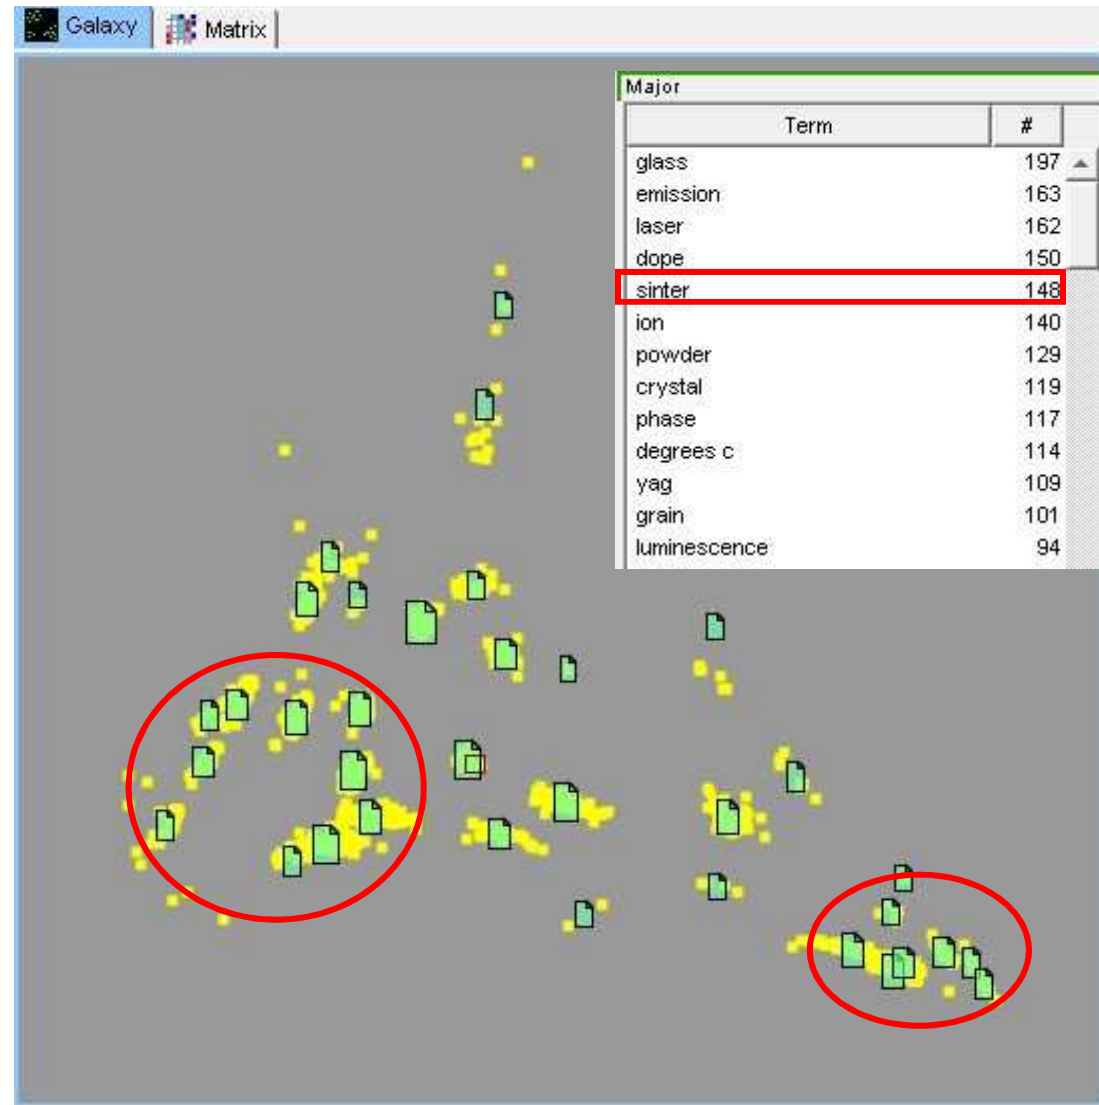 Galaxy Matrix
Major
Term #
glass 197
emission 163
laser 162
dope 150
sinter 148
ion 140
powder 129
crystal 119
phase 117
degrees c 114
yag 109
grain 101
luminescence 94